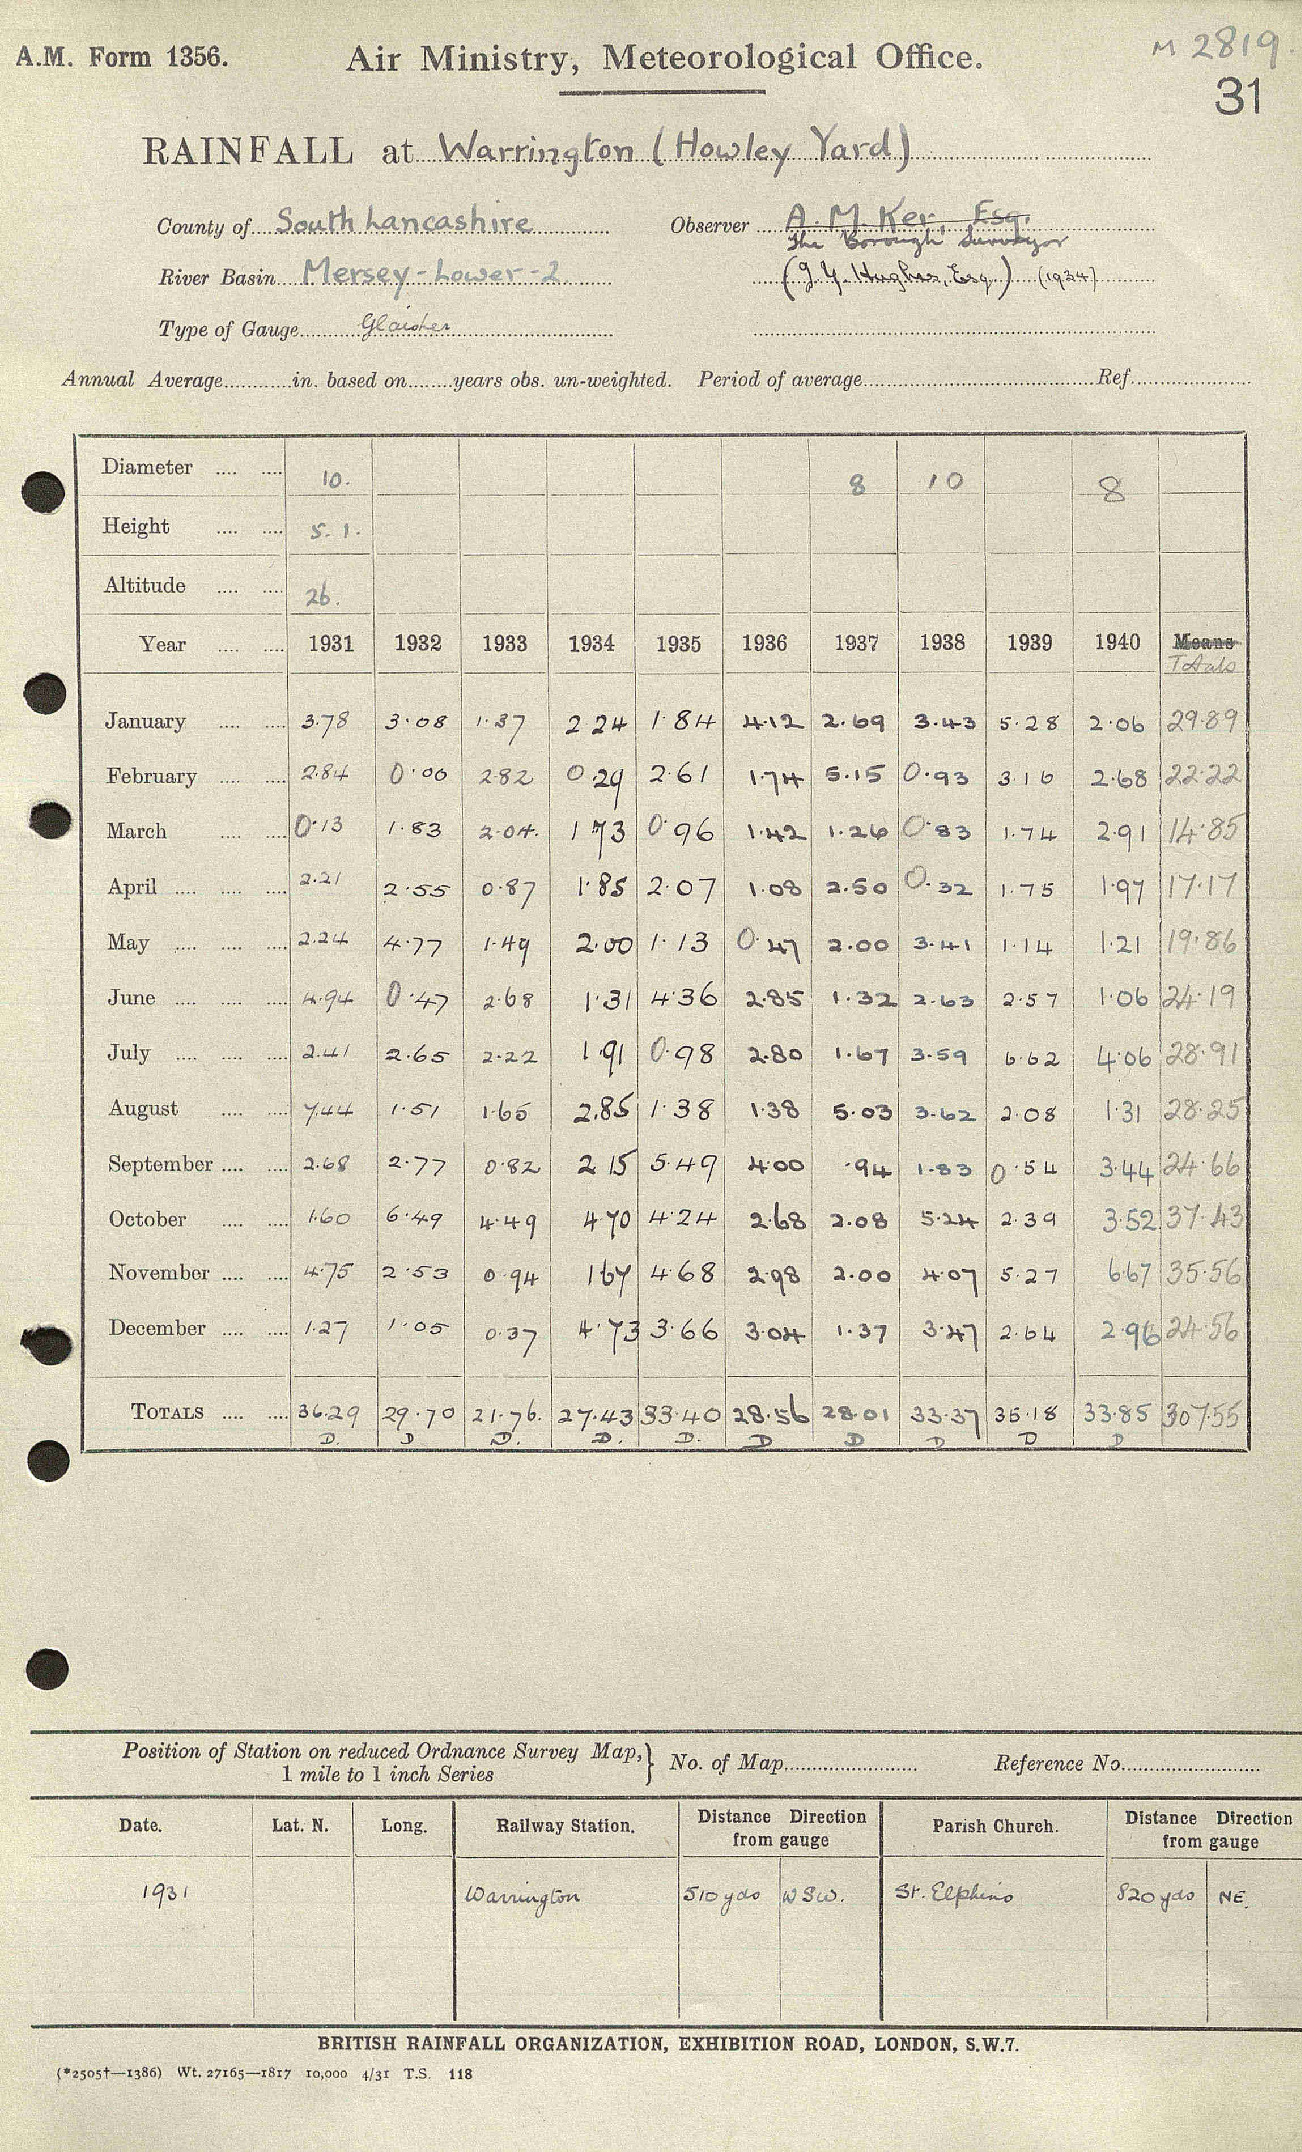 A.M. Form 1356. Air Ministry, Meteorological Office. M 2819.
31
RAINFALL at Warrington (Howley Yard)
County of South Lancashire Observer A. M. Ker, Esq.
The Borough Surveyor
River Basin Mersey - Lower - 2 (J. Y. Hughes, Esq.) (1934)
Type of Gauge Glaisher
Annual Average in. based on years obs. un-weighted. Period of average Ref.
Diameter 10. 8 10 8
Height 5. 1.
Altitude 26.
Year 1931 1932 1933 1934 1935 1936 1937 1938 1939 1940 Means
Totals
January 3.78 3.08 1.37 2.24 1.84 4.12 2.69 3.43 5.28 2.06 29.89
February 2.84 0.00 2.82 0.29 2.61 1.74 5.15 0.93 3.16 2.68 22.22
March 0.13 1.83 2.04. 1.73 0.96 1.42 1.26 0.83 1.74 2.91 14.85
April 2.21 2.55 0.87 1.85 2.07 1.08 2.50 0.32 1.75 1.97 17.17
May 2.24 4.77 1.49 2.00 1.13 0.47 2.00 3.41 1.14 1.21 19.86
June 4.94 0.47 2.68 1.31 4.36 2.85 1.32 2.63 2.57 1.06 24.19
July 2.41 2.65 2.22 1.91 0.98 2.80 1.67 3.59 6.62 4.06 28.91
August 7.44 1.51 1.65 2.85 1.38 1.38 5.03 3.62 2.08 1.31 28.25
September 2.68 2.77 0.82 2.15 5.49 4.00 .94 1.83 0.54 3.44 24.66
October 1.60 6.49 4.49 4.70 4.24 2.68 2.08 5.24 2.39 3.52 37.43
November 4.75 2.53 0.94 1.67 4.68 2.98 2.00 4.07 5.27 6.67 35.56
December 1.27 1.05 0.37 4.73 3.66 3.04 1.37 3.47 2.64 2.96 24.56
TOTALS 36.29 29.70 21.76. 27.43 33.40 28.56 28.01 33.37 35.18 33.85 307.55
D. D D. D. D. D D D D D
Position of Station on reduced Ordnance Survey Map, } No. of Map Reference No.
1 mile to 1 inch Series
Date. Lat. N. Long. Railway Station. Distance Direction Parish Church. Distance Direction
from gauge from gauge
1931 Warrington 510 yds WSW. St. Elphins 820 yds NE.
BRITISH RAINFALL ORGANIZATION, EXHIBITION ROAD, LONDON, S.W.7.
(*2505†—1386) Wt. 27165—1817 10,000 4/31 T.S. 118